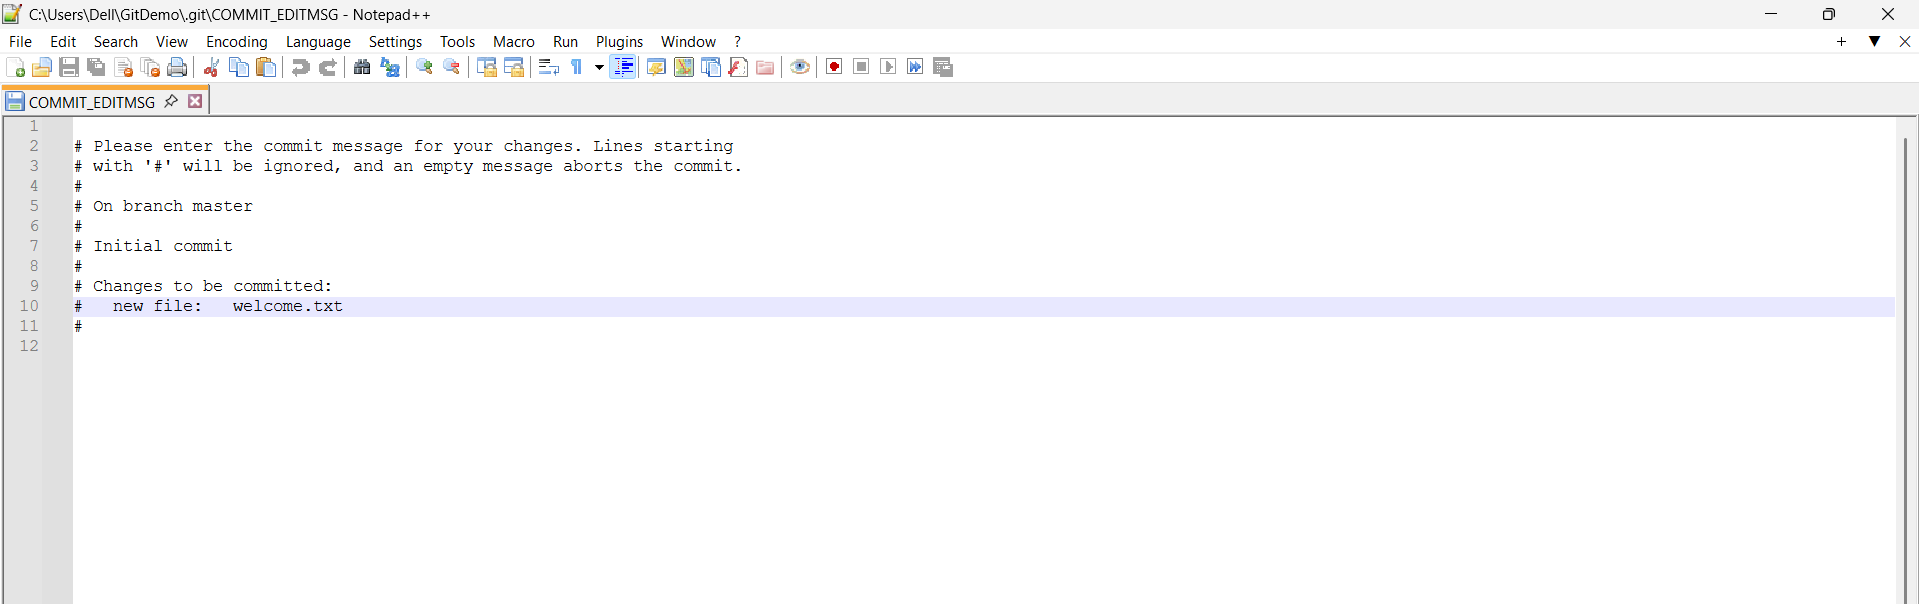 C:\Users\Dell\GitDemo\.git\COMMIT_EDITMSG - Notepad++
File Edit Search View Encoding Language Settings Tools Macro Run Plugins Window ?
COMMIT_EDITMSG
1
2 # Please enter the commit message for your changes. Lines starting
3 # with '#' will be ignored, and an empty message aborts the commit.
4 #
5 # On branch master
6 #
7 # Initial commit
8 #
9 # Changes to be committed:
10 #   new file:   welcome.txt
11 #
12